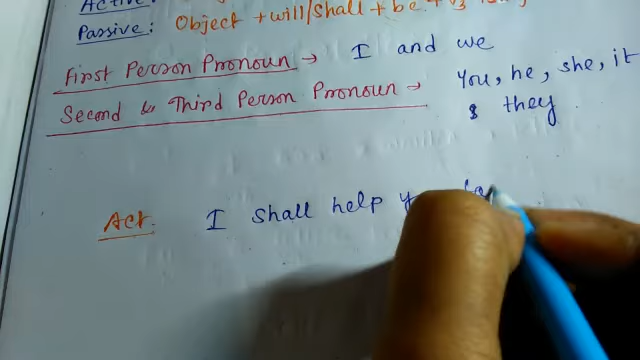 Active:
Passive: Object + will/shall + be + V3
First Person Pronoun → I and we
Second & Third Person Pronoun → You, he, she, it
& they.
Act. I shall help